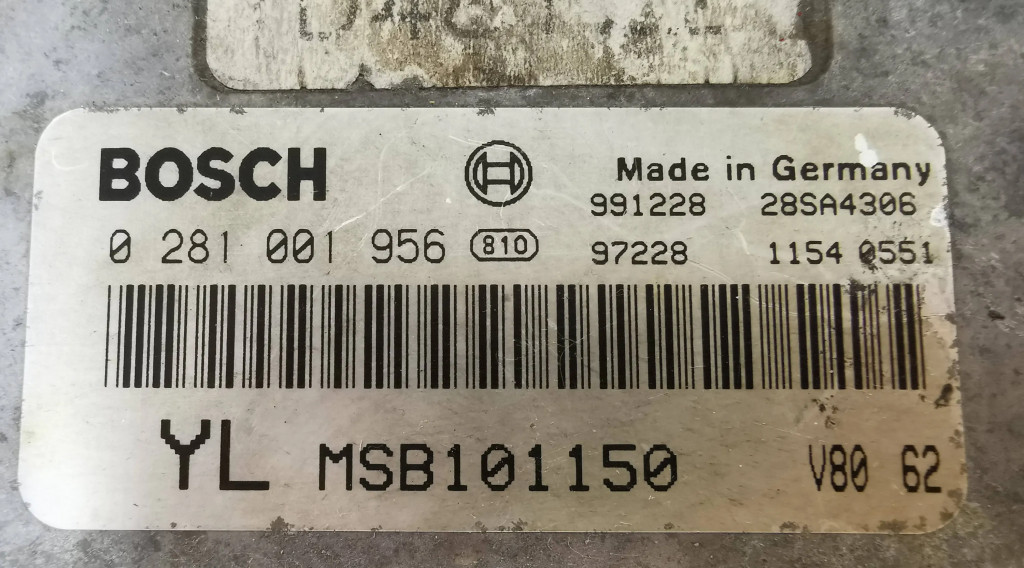 BOSCH
Made in Germany
991228 28SA4306
0 281 001 956 810
97228 1154 0551
YL MSB101150 V80 62